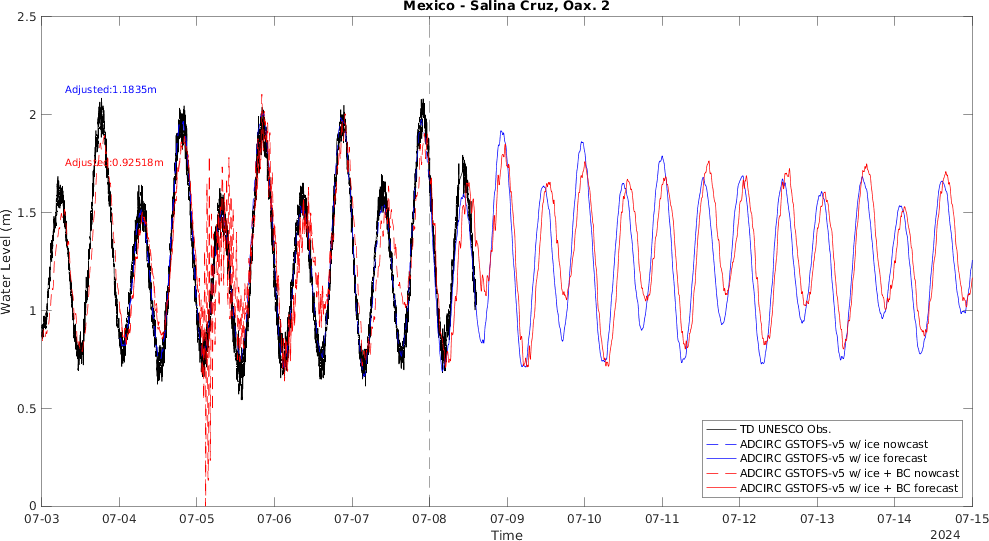 Mexico - Salina Cruz, Oax. 2
2.5
2
1.5
1
0.5
0
Water Level (m)
Adjusted:1.1835m
Adjusted:0.92518m
TD UNESCO Obs.
ADCIRC GSTOFS-v5 w/ ice nowcast
ADCIRC GSTOFS-v5 w/ ice forecast
ADCIRC GSTOFS-v5 w/ ice + BC nowcast
ADCIRC GSTOFS-v5 w/ ice + BC forecast
07-03 07-04 07-05 07-06 07-07 07-08 07-09 07-10 07-11 07-12 07-13 07-14 07-15
Time
2024